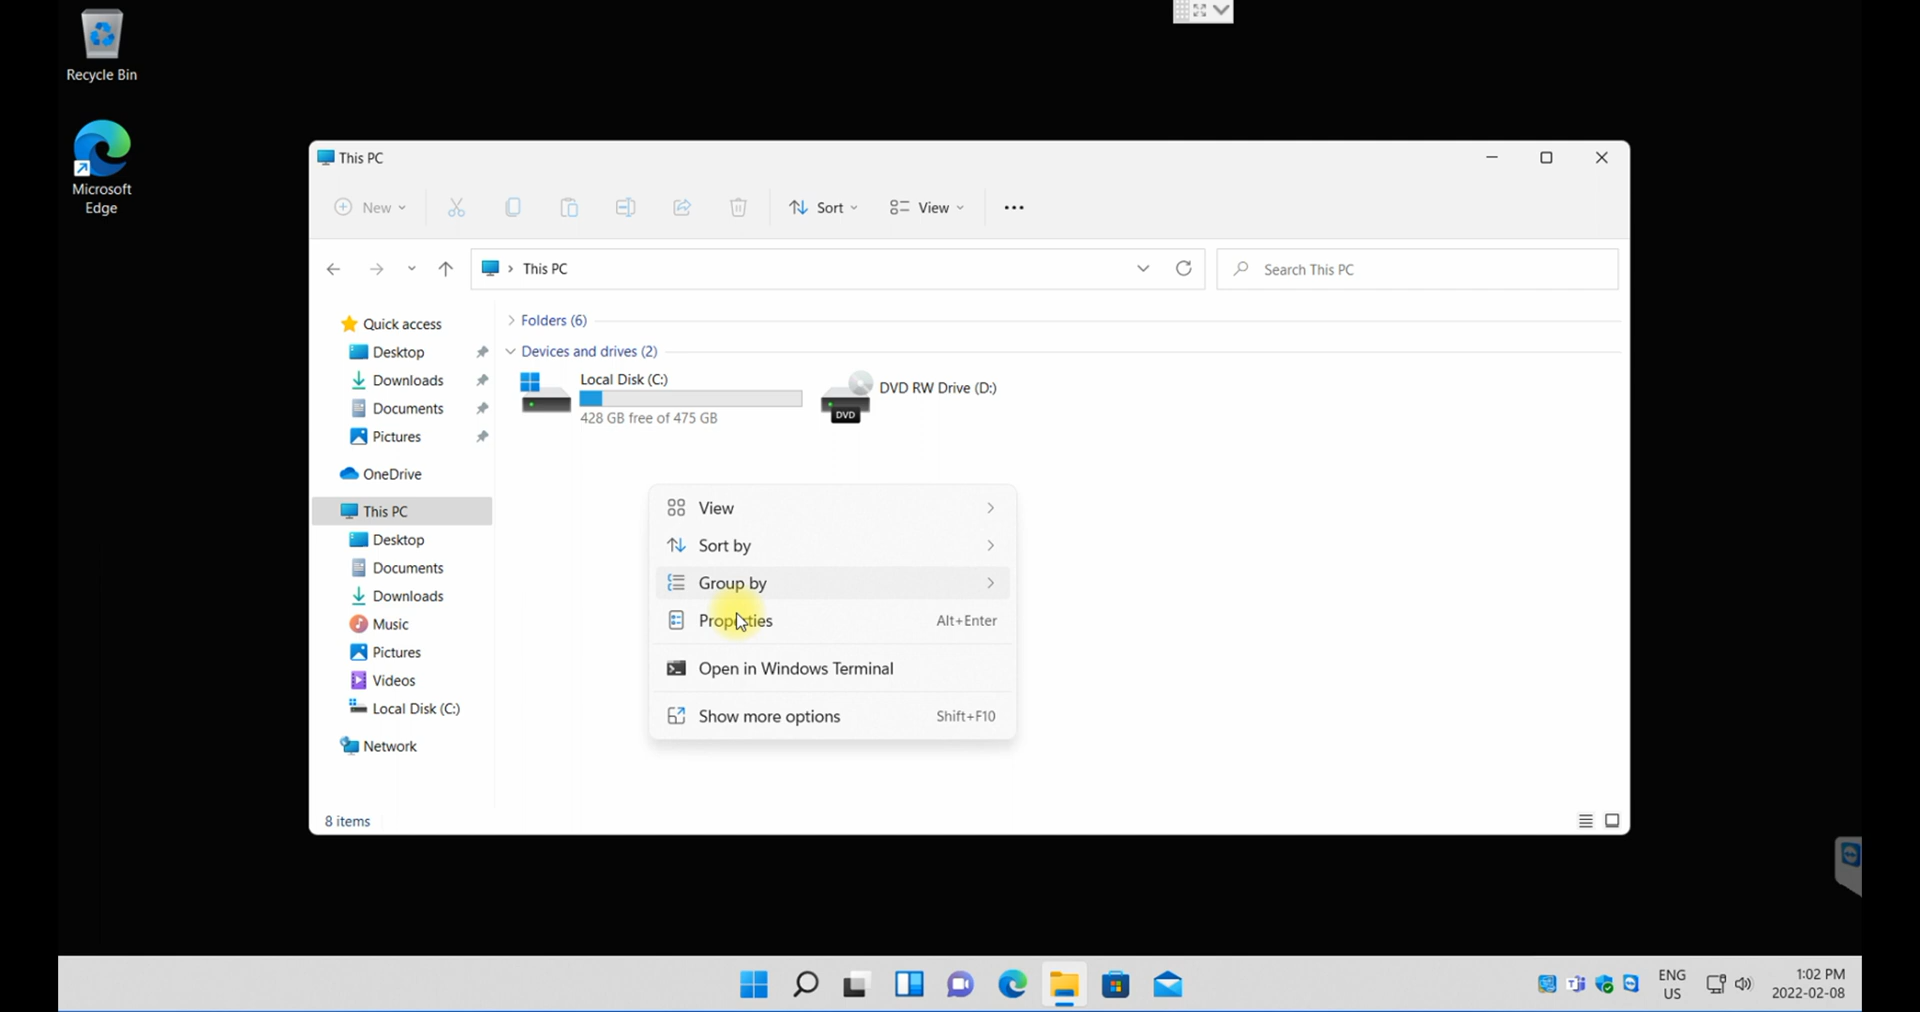 Recycle Bin
Microsoft
Edge
This PC
New
Sort
View
This PC
Search This PC
Quick access
Desktop
Downloads
Documents
Pictures
OneDrive
This PC
Desktop
Documents
Downloads
Music
Pictures
Videos
Local Disk (C:)
Network
Folders (6)
Devices and drives (2)
Local Disk (C:)
428 GB free of 475 GB
DVD RW Drive (D:)
DVD
View
Sort by
Group by
Properties Alt+Enter
Open in Windows Terminal
Show more options Shift+F10
8 items
ENG
US
1:02 PM
2022-02-08